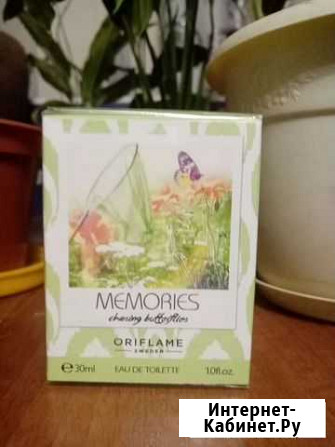 MEMORIES
chasing butterflies
ORIFLAME
SWEDEN
℮30ml EAU DE TOILETTE 1.0fl.oz.
Интернет-
Кабинет.Ру